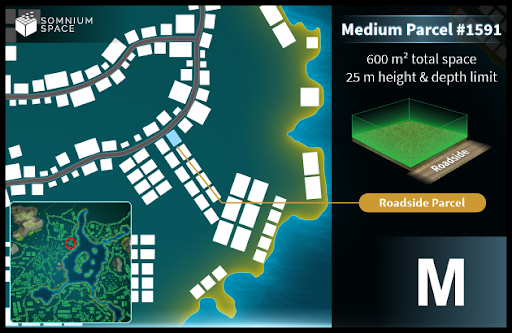 SOMNIUM
SPACE
Medium Parcel #1591
600 m² total space
25 m height & depth limit
Roadside
Roadside Parcel
M